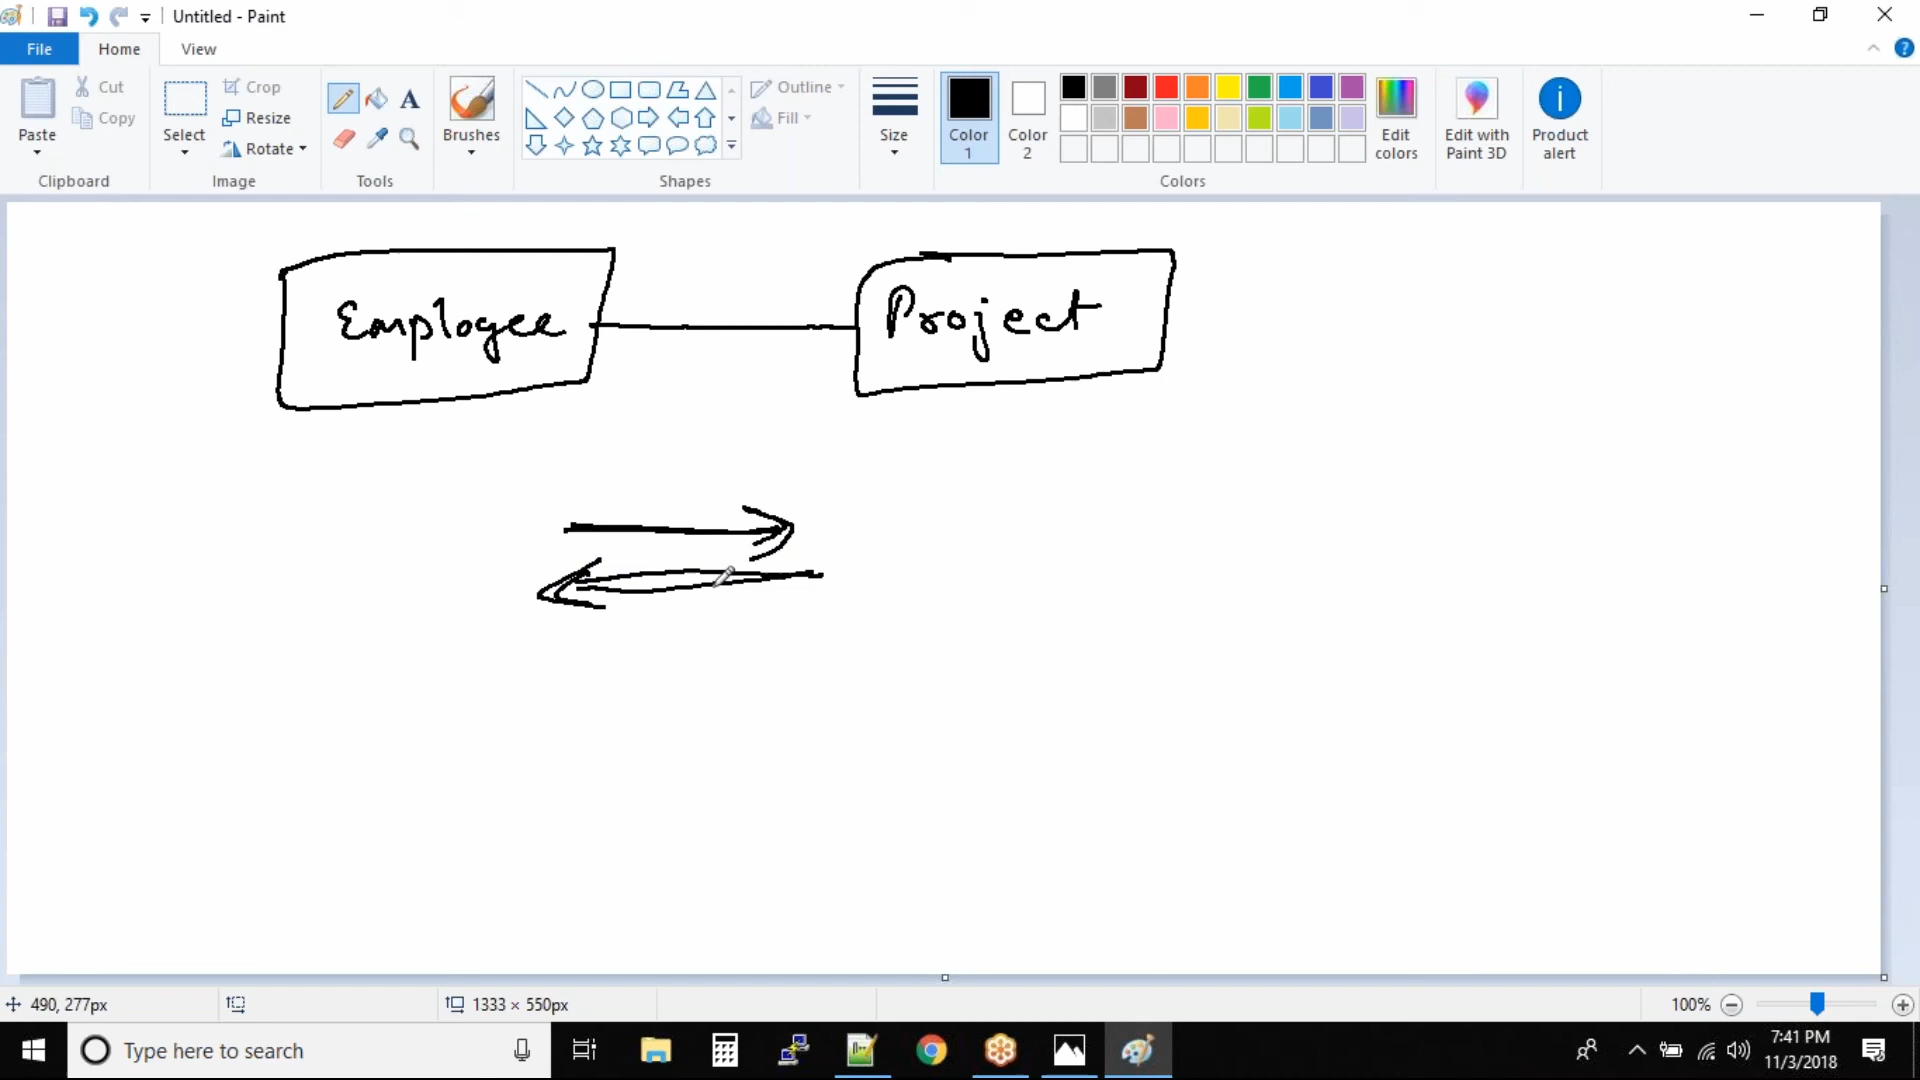 Untitled - Paint
File Home View
Paste
Cut
Copy
Clipboard
Select
Crop
Resize
Rotate
Image
Tools
Brushes
Shapes
Outline
Fill
Size
Color 1
Color 2
Colors
Edit colors
Edit with Paint 3D
Product alert
Employee
Project
490, 277px
1333 × 550px
100%
Type here to search
7:41 PM
11/3/2018